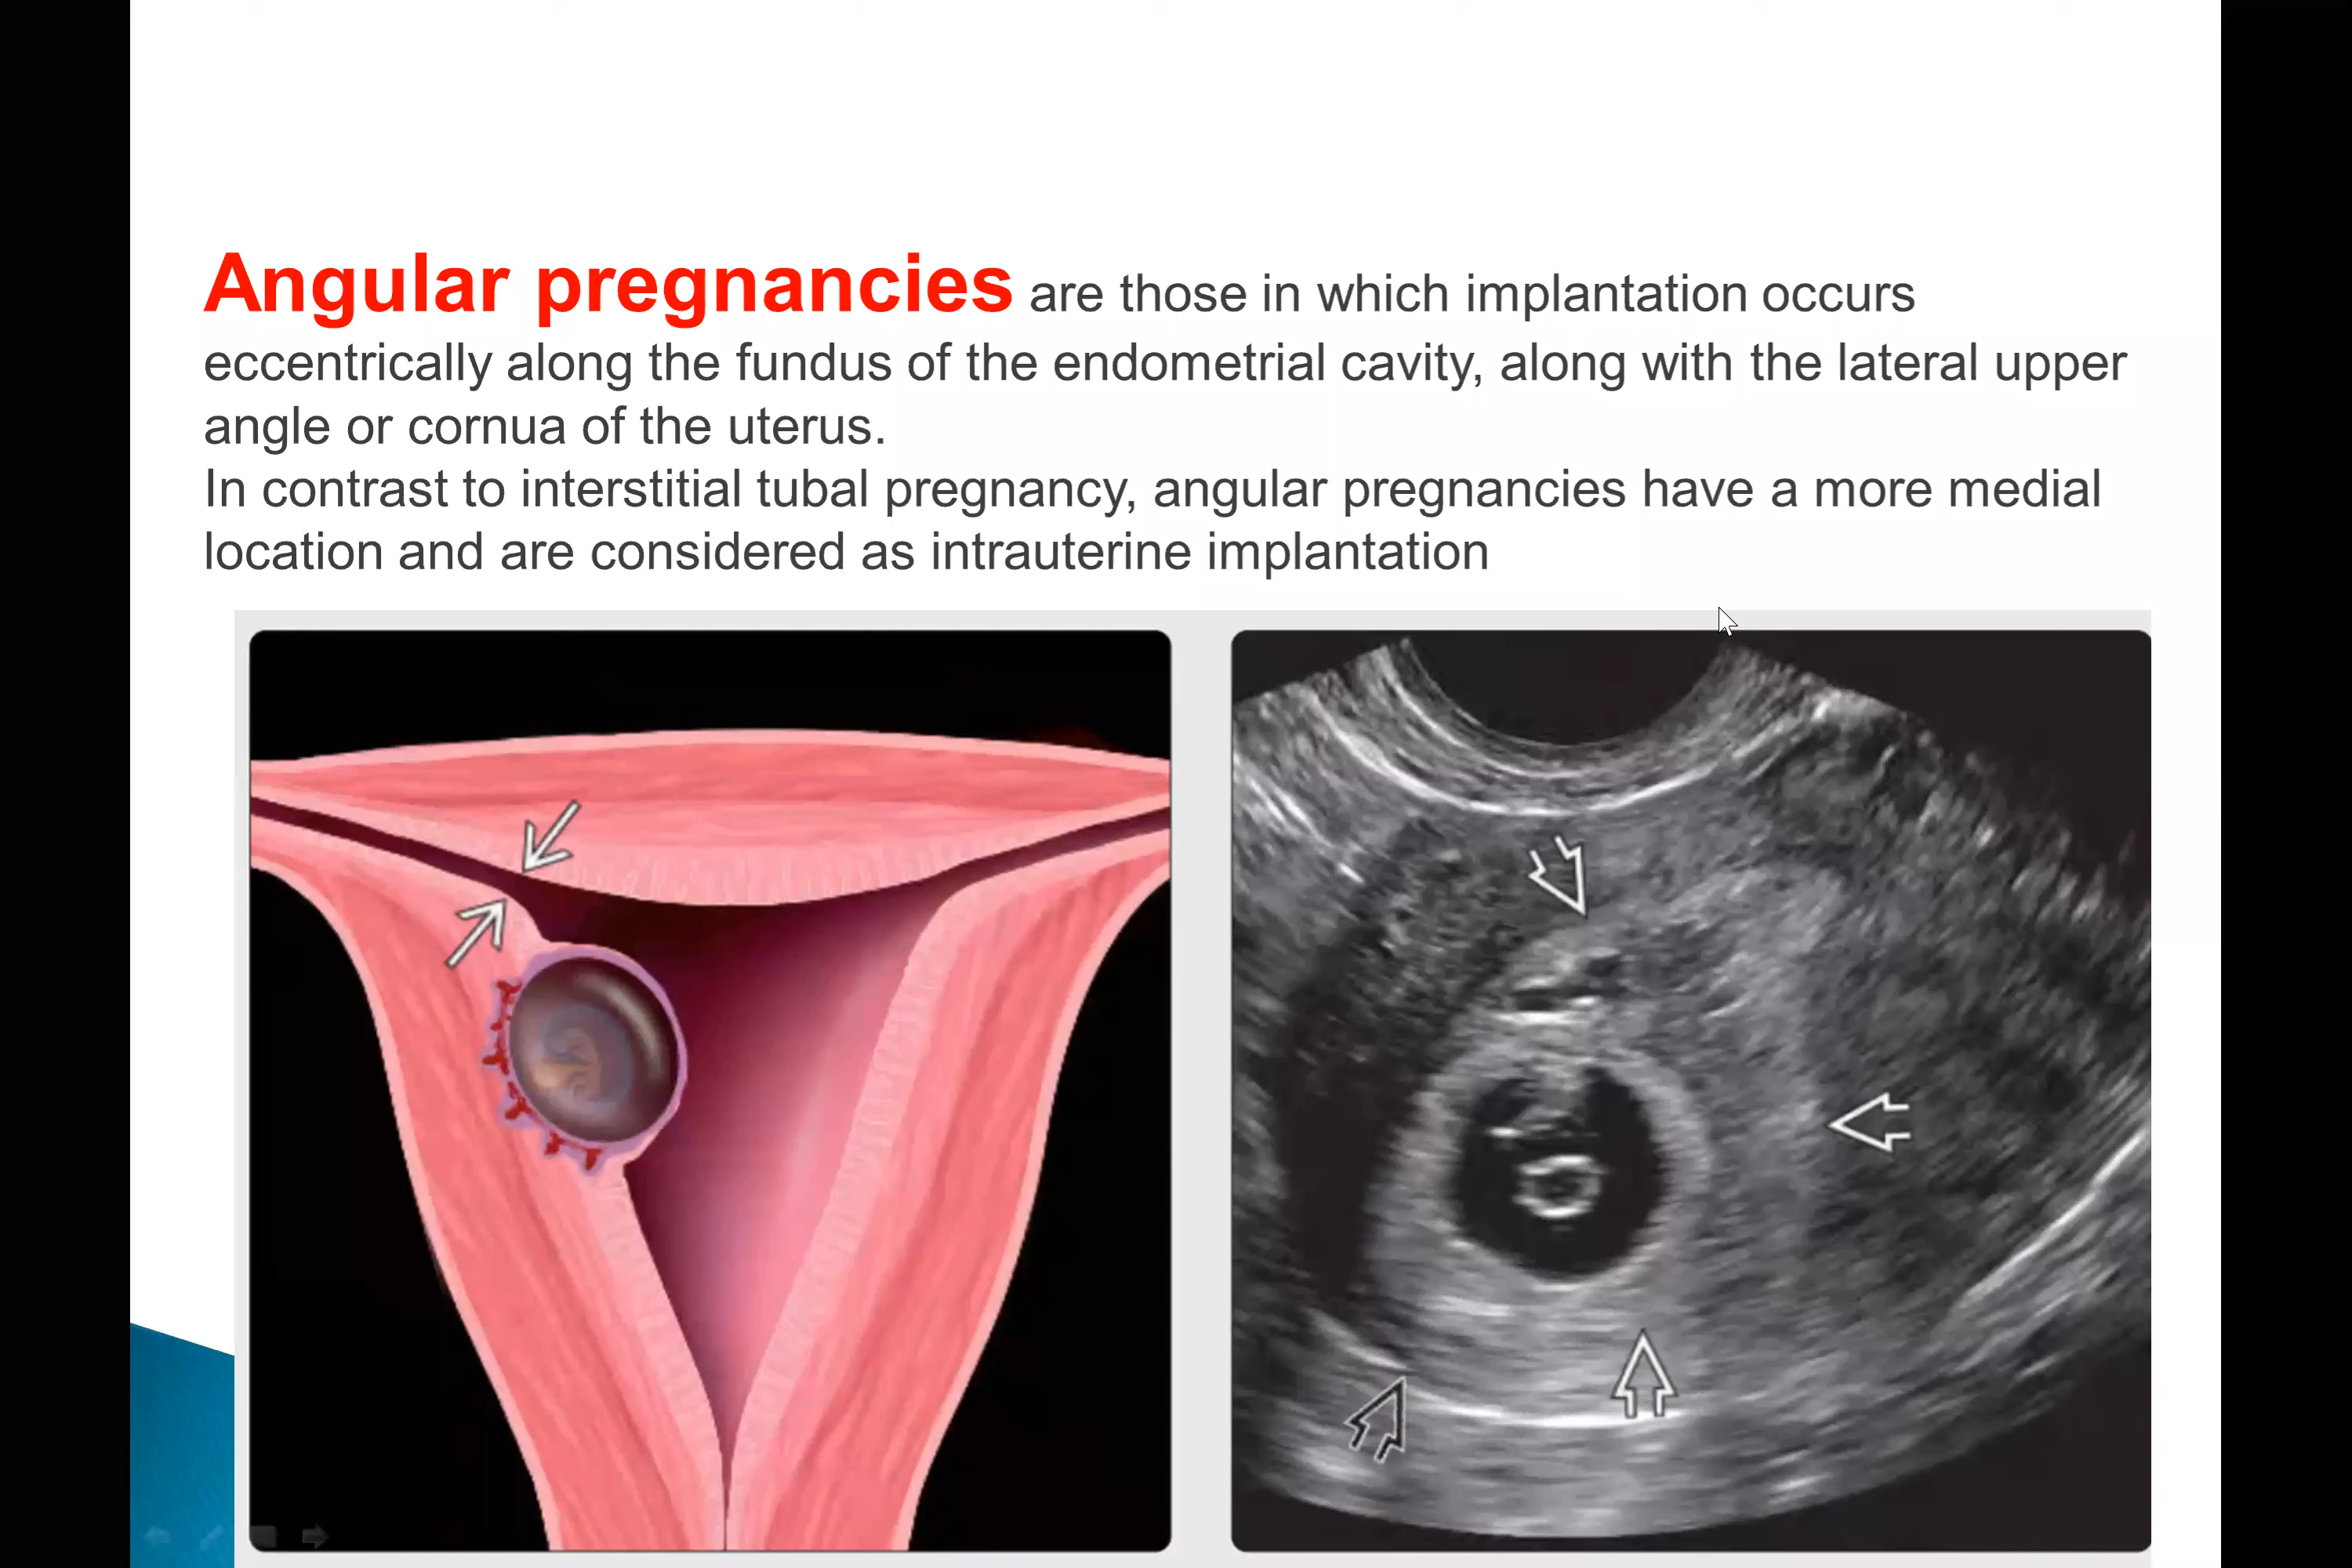 Angular pregnancies are those in which implantation occurs
eccentrically along the fundus of the endometrial cavity, along with the lateral upper
angle or cornua of the uterus.
In contrast to interstitial tubal pregnancy, angular pregnancies have a more medial
location and are considered as intrauterine implantation